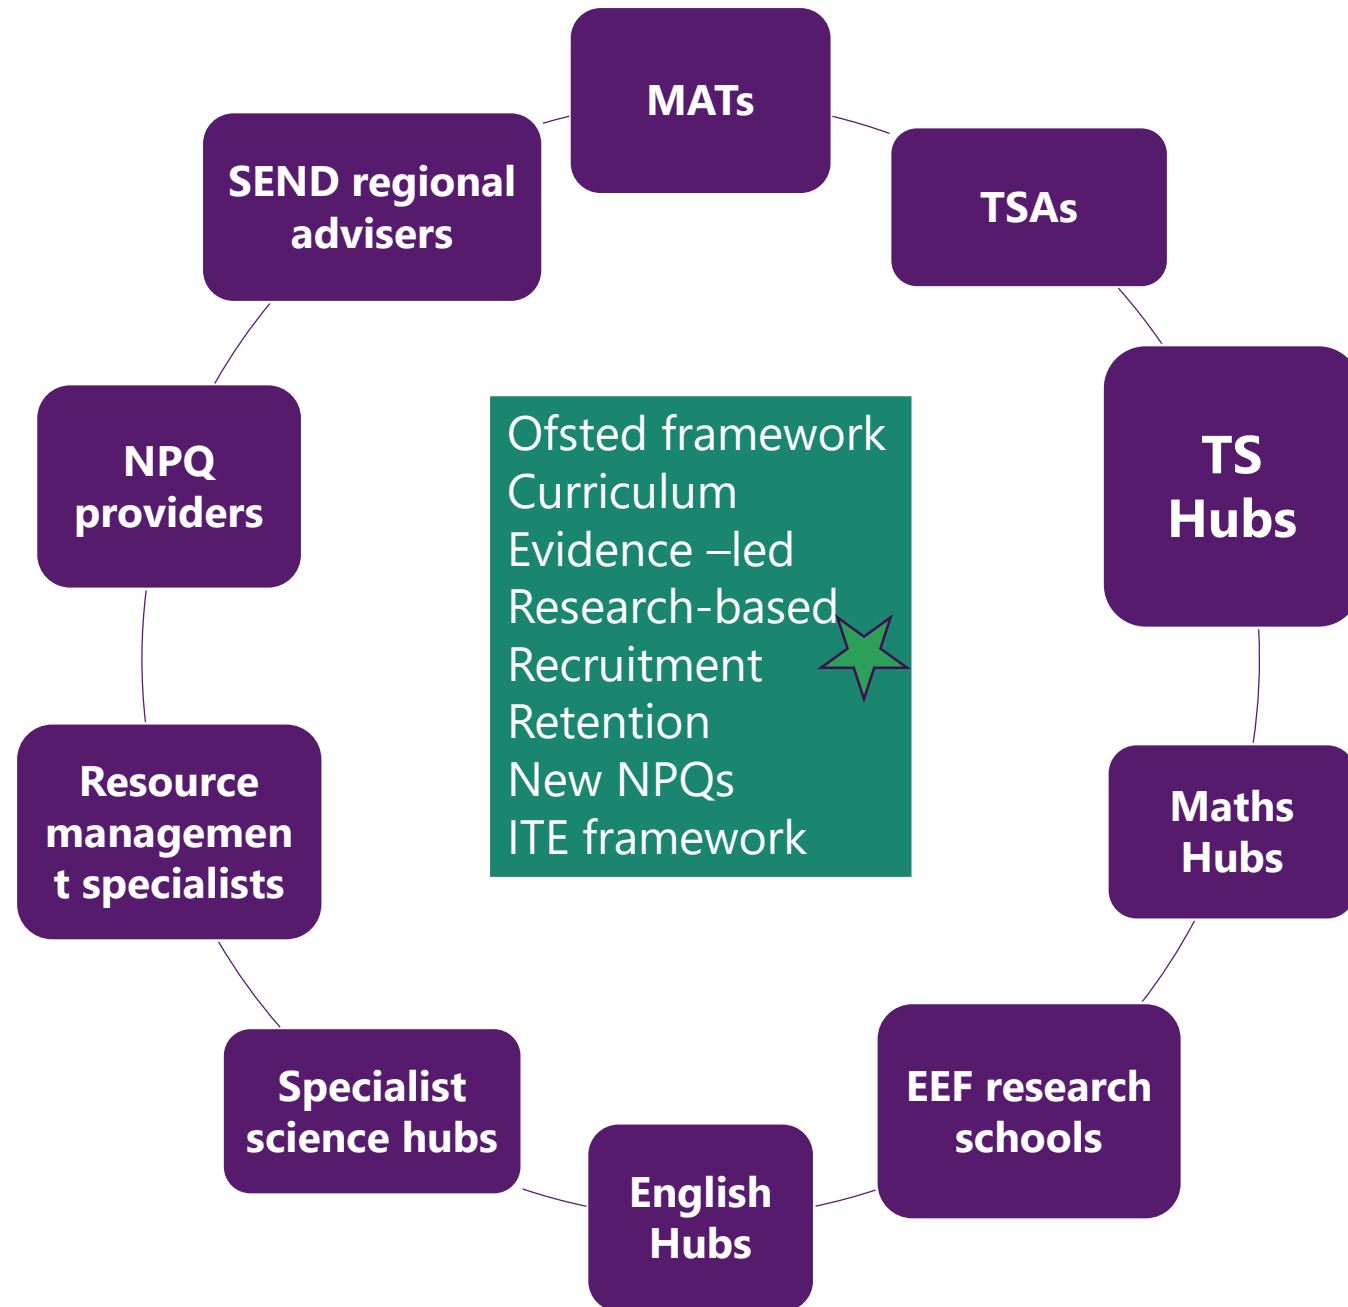 MATs
TSAs
TS
Hubs
Maths
Hubs
EEF research
schools
English
Hubs
Specialist
science hubs
Resource
managemen
t specialists
NPQ
providers
SEND regional
advisers
Ofsted framework
Curriculum
Evidence –led
Research-based
Recruitment
Retention
New NPQs
ITE framework